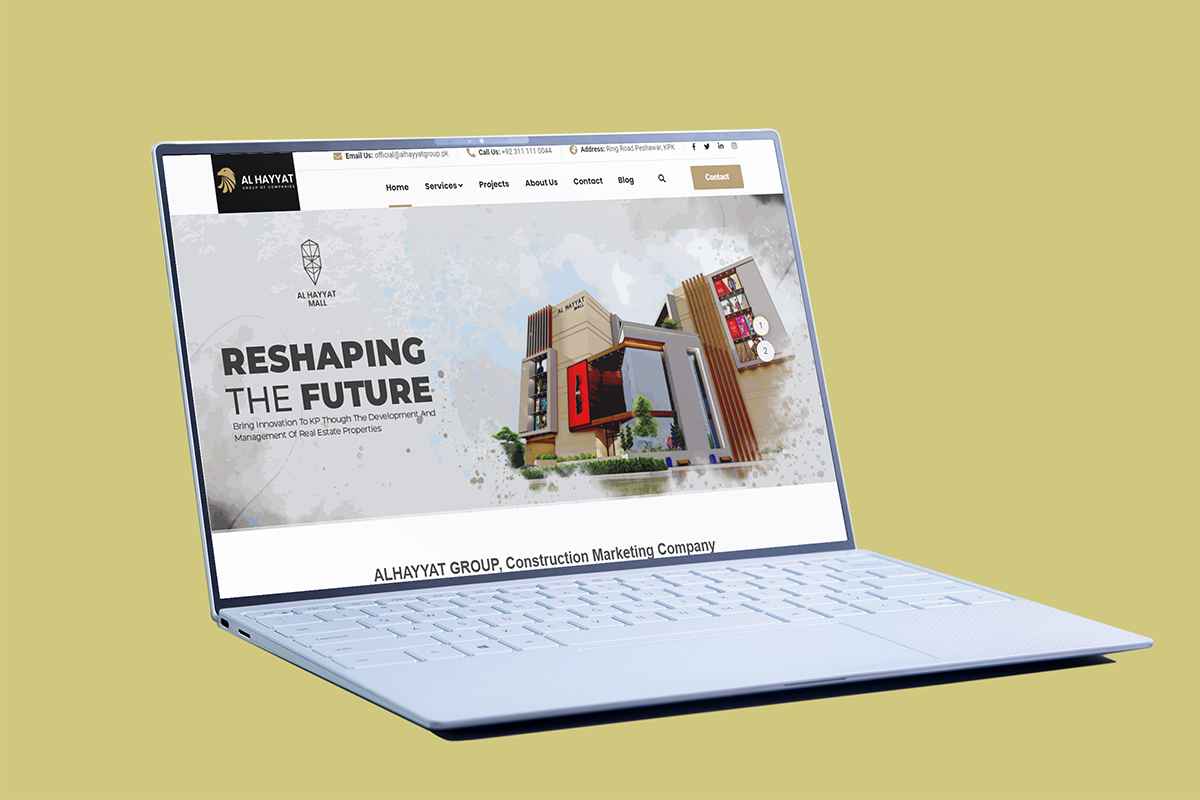 Email Us: official@alhayyatgroup.pk
Call Us: +92 311 111 0044
Address: Ring Road Peshawar, KPK
AL HAYYAT
GROUP OF COMPANIES
Home
Services
Projects
About Us
Contact
Blog
Contact
AL HAYYAT
MALL
RESHAPING
THE FUTURE
Bring Innovation To KP Though The Development And
Management Of Real Estate Properties
AL HAYYAT
MALL
1
2
ALHAYYAT GROUP, Construction Marketing Company